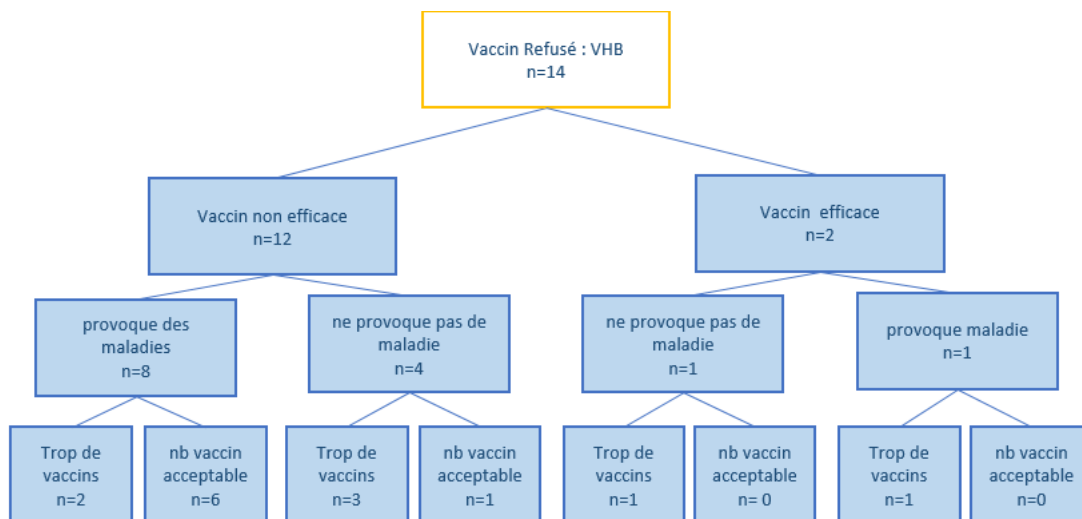 Vaccin Refusé : VHB
n=14
Vaccin non efficace
n=12
Vaccin efficace
n=2
provoque des
maladies
n=8
ne provoque pas de
maladie
n=4
ne provoque pas de
maladie
n=1
provoque maladie
n=1
Trop de
vaccins
n=2
nb vaccin
acceptable
n=6
Trop de
vaccins
n=3
nb vaccin
acceptable
n=1
Trop de
vaccins
n=1
nb vaccin
acceptable
n= 0
Trop de
vaccins
n=1
nb vaccin
acceptable
n=0